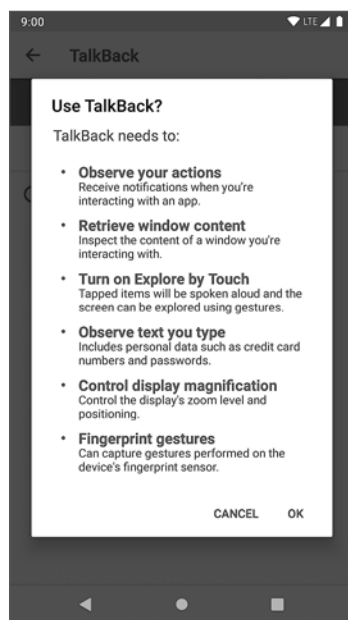 9:00 LTE
← TalkBack
Use TalkBack?
TalkBack needs to:
• Observe your actions
Receive notifications when you're
interacting with an app.
• Retrieve window content
Inspect the content of a window you're
interacting with.
• Turn on Explore by Touch
Tapped items will be spoken aloud and the
screen can be explored using gestures.
• Observe text you type
Includes personal data such as credit card
numbers and passwords.
• Control display magnification
Control the display's zoom level and
positioning.
• Fingerprint gestures
Can capture gestures performed on the
device's fingerprint sensor.
CANCEL OK